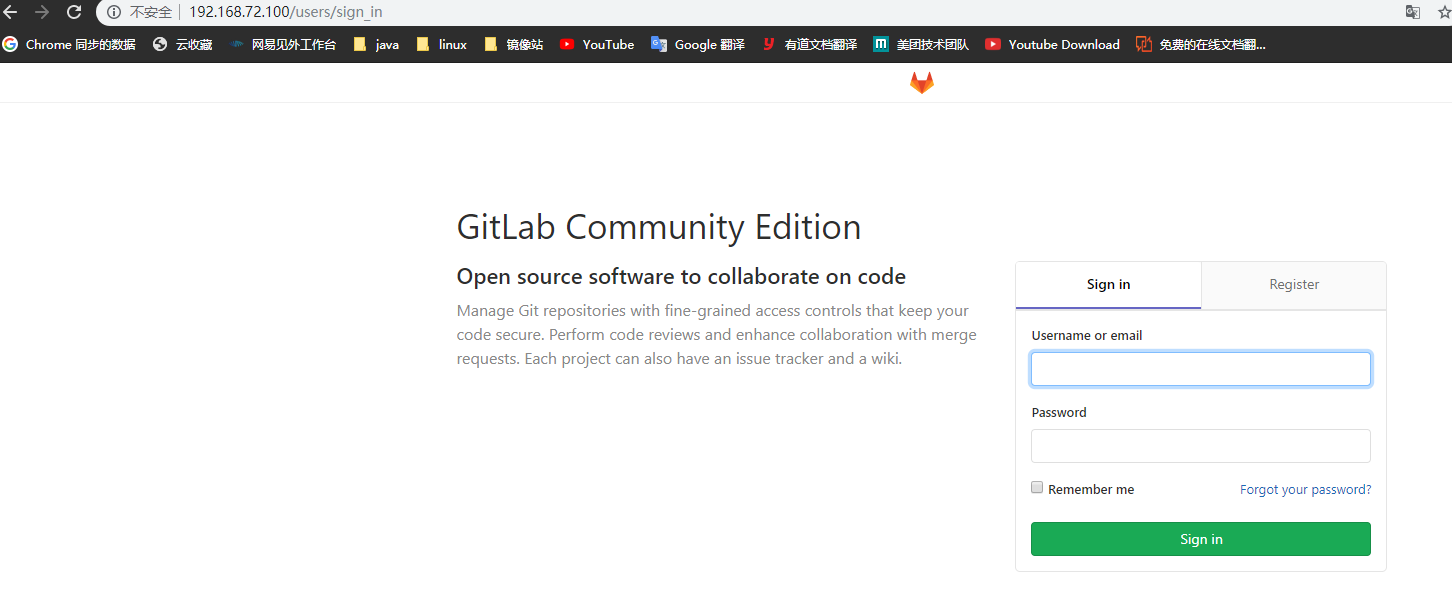 不安全 192.168.72.100/users/sign_in
Chrome 同步的数据 云收藏 网易见外工作台 java linux 镜像站 YouTube Google 翻译 有道文档翻译 美团技术团队 Youtube Download 免费的在线文档翻...
GitLab Community Edition
Open source software to collaborate on code
Manage Git repositories with fine-grained access controls that keep your
code secure. Perform code reviews and enhance collaboration with merge
requests. Each project can also have an issue tracker and a wiki.
Sign in Register
Username or email
Password
Remember me Forgot your password?
Sign in